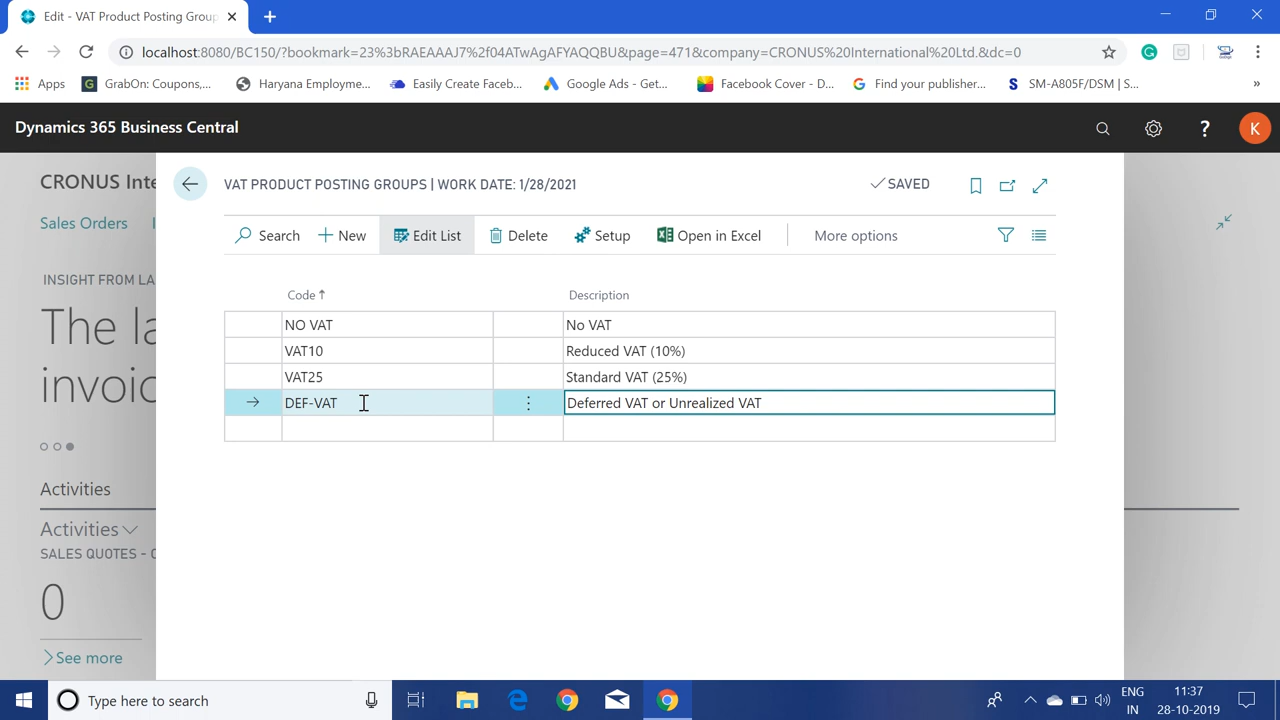 Edit - VAT Product Posting Group
localhost:8080/BC150/?bookmark=23%3bRAEAAAJ7%2f04ATwAgAFYAQQBU&page=471&company=CRONUS%20International%20Ltd.&dc=0
Apps GrabOn: Coupons,... Haryana Employme... Easily Create Faceb... Google Ads - Get... Facebook Cover - D... Find your publisher... SM-A805F/DSM | S... »
Dynamics 365 Business Central ? K
CRONUS Inte
VAT PRODUCT POSTING GROUPS | WORK DATE: 1/28/2021 SAVED
Sales Orders
Search New Edit List Delete Setup Open in Excel More options
INSIGHT FROM LA
The la
invoic
Code Description
NO VAT No VAT
VAT10 Reduced VAT (10%)
VAT25 Standard VAT (25%)
DEF-VAT Deferred VAT or Unrealized VAT
Activities
Activities
SALES QUOTES -
0
See more
Type here to search
ENG
IN
11:37
28-10-2019